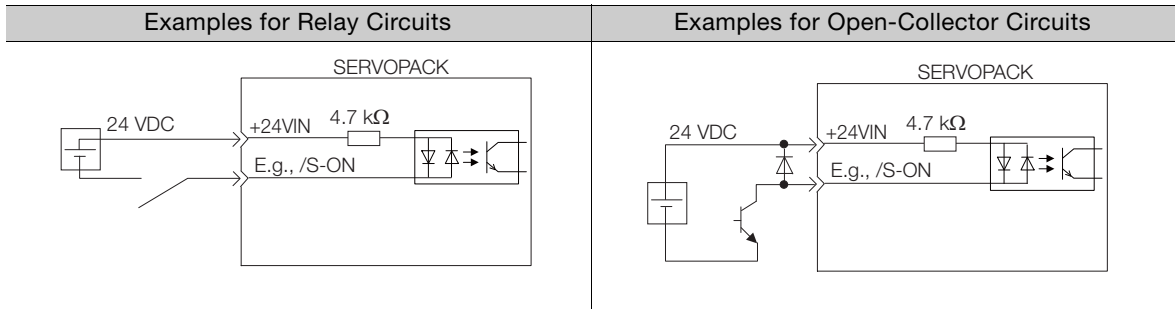 Examples for Relay Circuits
Examples for Open-Collector Circuits
SERVOPACK
24 VDC
+24VIN
4.7 kΩ
E.g., /S-ON
SERVOPACK
24 VDC
+24VIN
4.7 kΩ
E.g., /S-ON